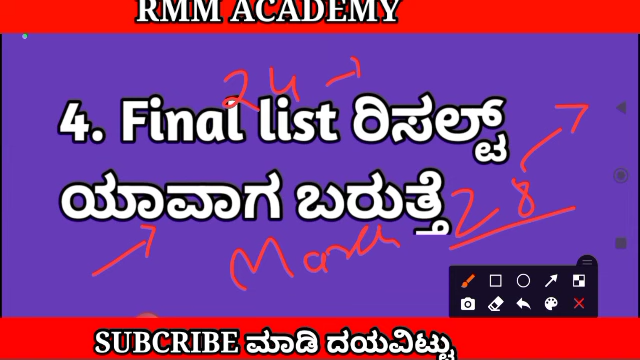 RMM ACADEMY
24
4. Final list ರಿಸಲ್ಟ್
ಯಾವಾಗ ಬರುತ್ತೆ
March 28
SUBCRIBE ಮಾಡಿ ದಯವಿಟ್ಟು